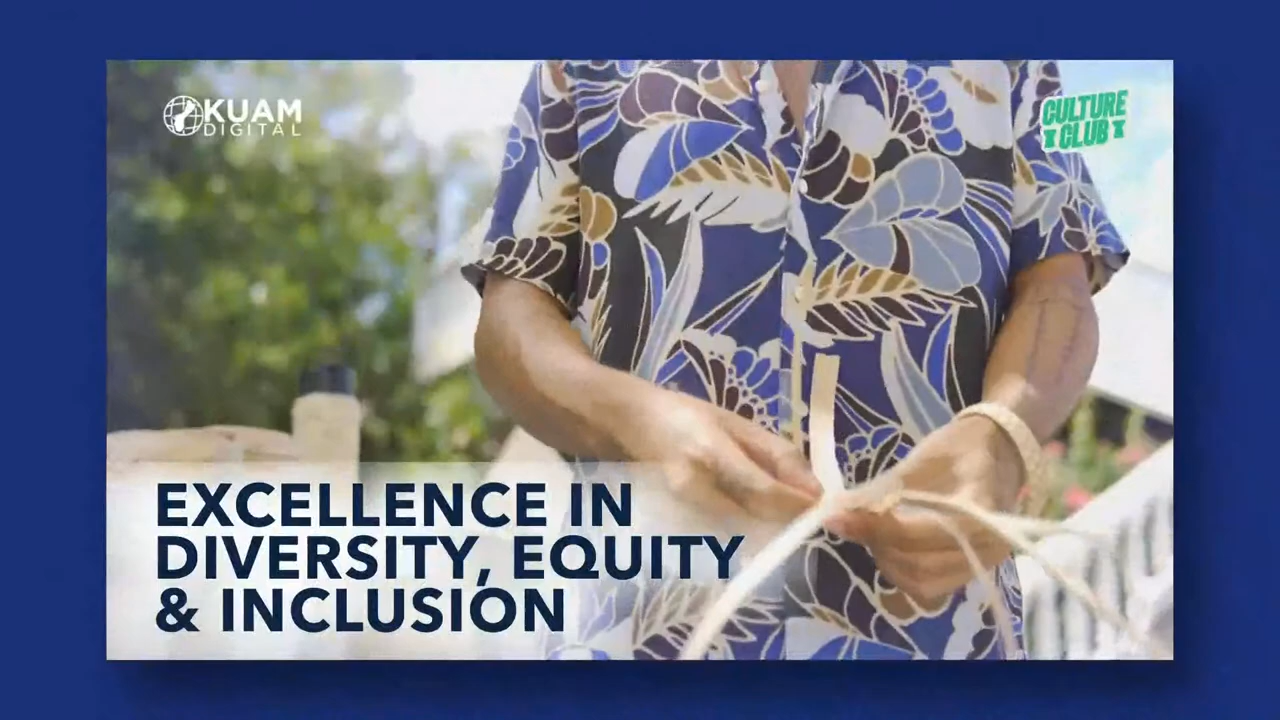 KUAM
DIGITAL
CULTURE
CLUB
EXCELLENCE IN
DIVERSITY, EQUITY
& INCLUSION